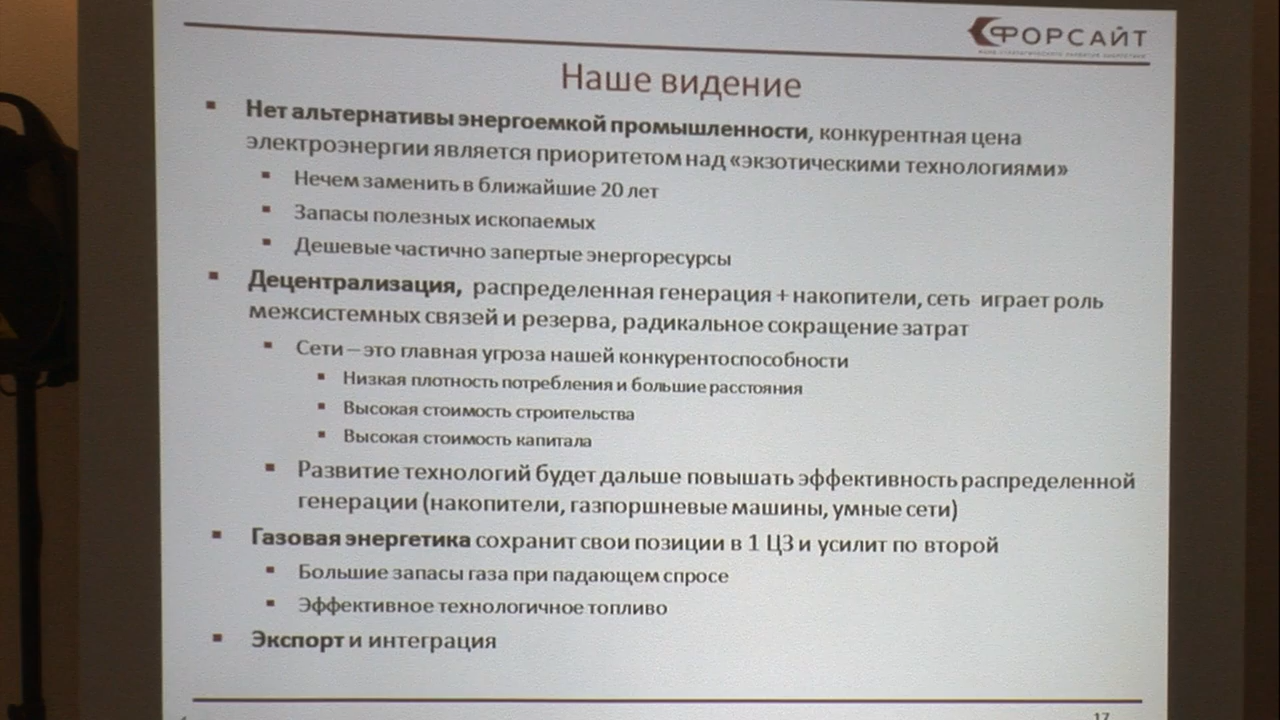 ФОРСАЙТ
Наше видение
Нет альтернативы энергоемкой промышленности, конкурентная цена
электроэнергии является приоритетом над «экзотическими технологиями»
Нечем заменить в ближайшие 20 лет
Запасы полезных ископаемых
Дешевые частично запертые энергоресурсы
Децентрализация, распределенная генерация + накопители, сеть играет роль
межсистемных связей и резерва, радикальное сокращение затрат
Сети – это главная угроза нашей конкурентоспособности
Низкая плотность потребления и большие расстояния
Высокая стоимость строительства
Высокая стоимость капитала
Развитие технологий будет дальше повышать эффективность распределенной
генерации (накопители, газпоршневые машины, умные сети)
Газовая энергетика сохранит свои позиции в 1 ЦЗ и усилит по второй
Большие запасы газа при падающем спросе
Эффективное технологичное топливо
Экспорт и интеграция
17